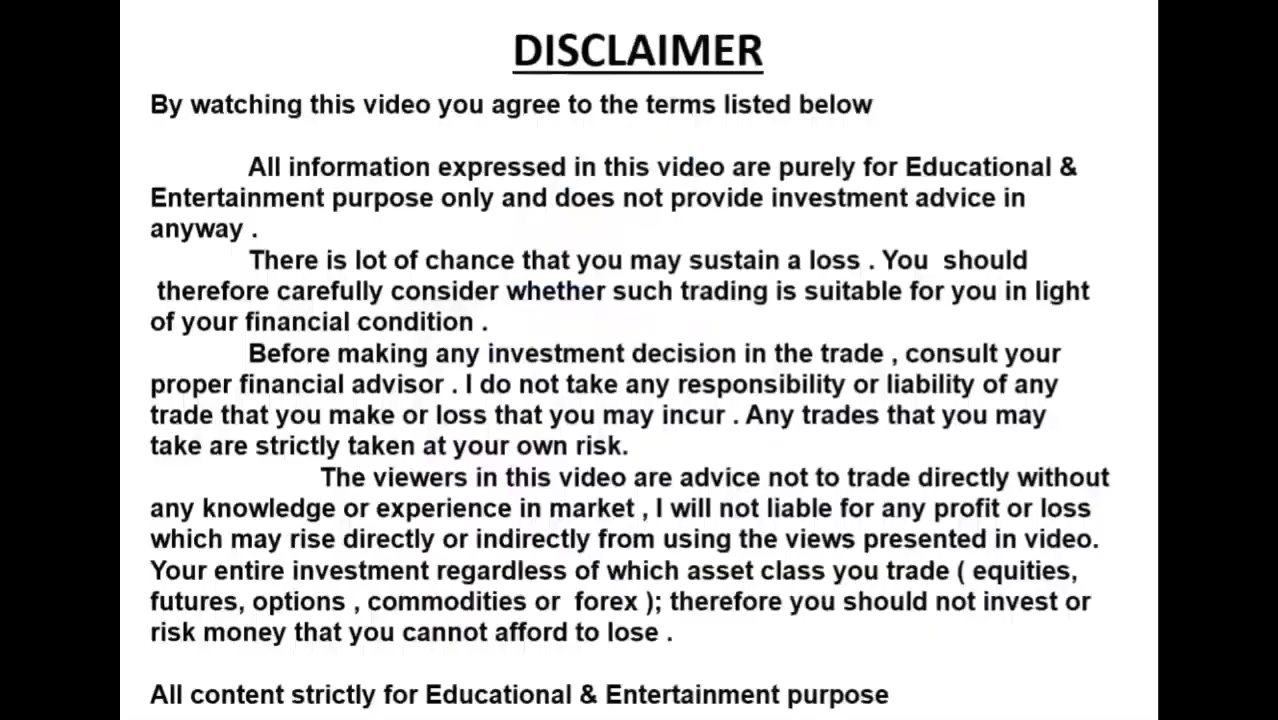 DISCLAIMER
By watching this video you agree to the terms listed below
All information expressed in this video are purely for Educational &
Entertainment purpose only and does not provide investment advice in
anyway .
There is lot of chance that you may sustain a loss . You  should
therefore carefully consider whether such trading is suitable for you in light
of your financial condition .
Before making any investment decision in the trade , consult your
proper financial advisor . I do not take any responsibility or liability of any
trade that you make or loss that you may incur . Any trades that you may
take are strictly taken at your own risk.
The viewers in this video are advice not to trade directly without
any knowledge or experience in market , I will not liable for any profit or loss
which may rise directly or indirectly from using the views presented in video.
Your entire investment regardless of which asset class you trade ( equities,
futures, options , commodities or  forex ); therefore you should not invest or
risk money that you cannot afford to lose .
All content strictly for Educational & Entertainment purpose